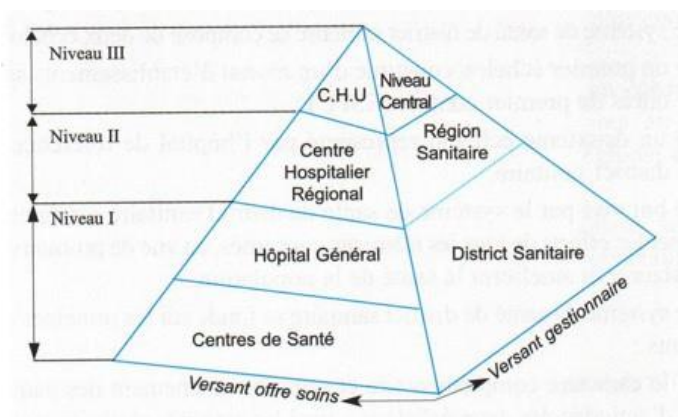 Niveau III
C.H.U
Niveau
Central
Niveau II
Centre
Hospitalier
Régional
Région
Sanitaire
Niveau I
Hôpital Général
District Sanitaire
Centres de Santé
Versant offre soins
Versant gestionnaire